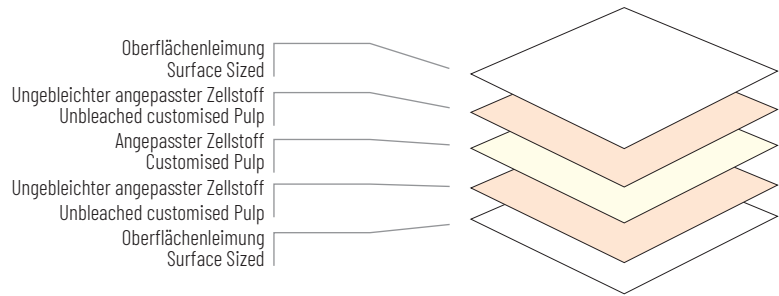 Oberflächenleimung
Surface Sized
Ungebleichter angepasster Zellstoff
Unbleached customised Pulp
Angepasster Zellstoff
Customised Pulp
Ungebleichter angepasster Zellstoff
Unbleached customised Pulp
Oberflächenleimung
Surface Sized